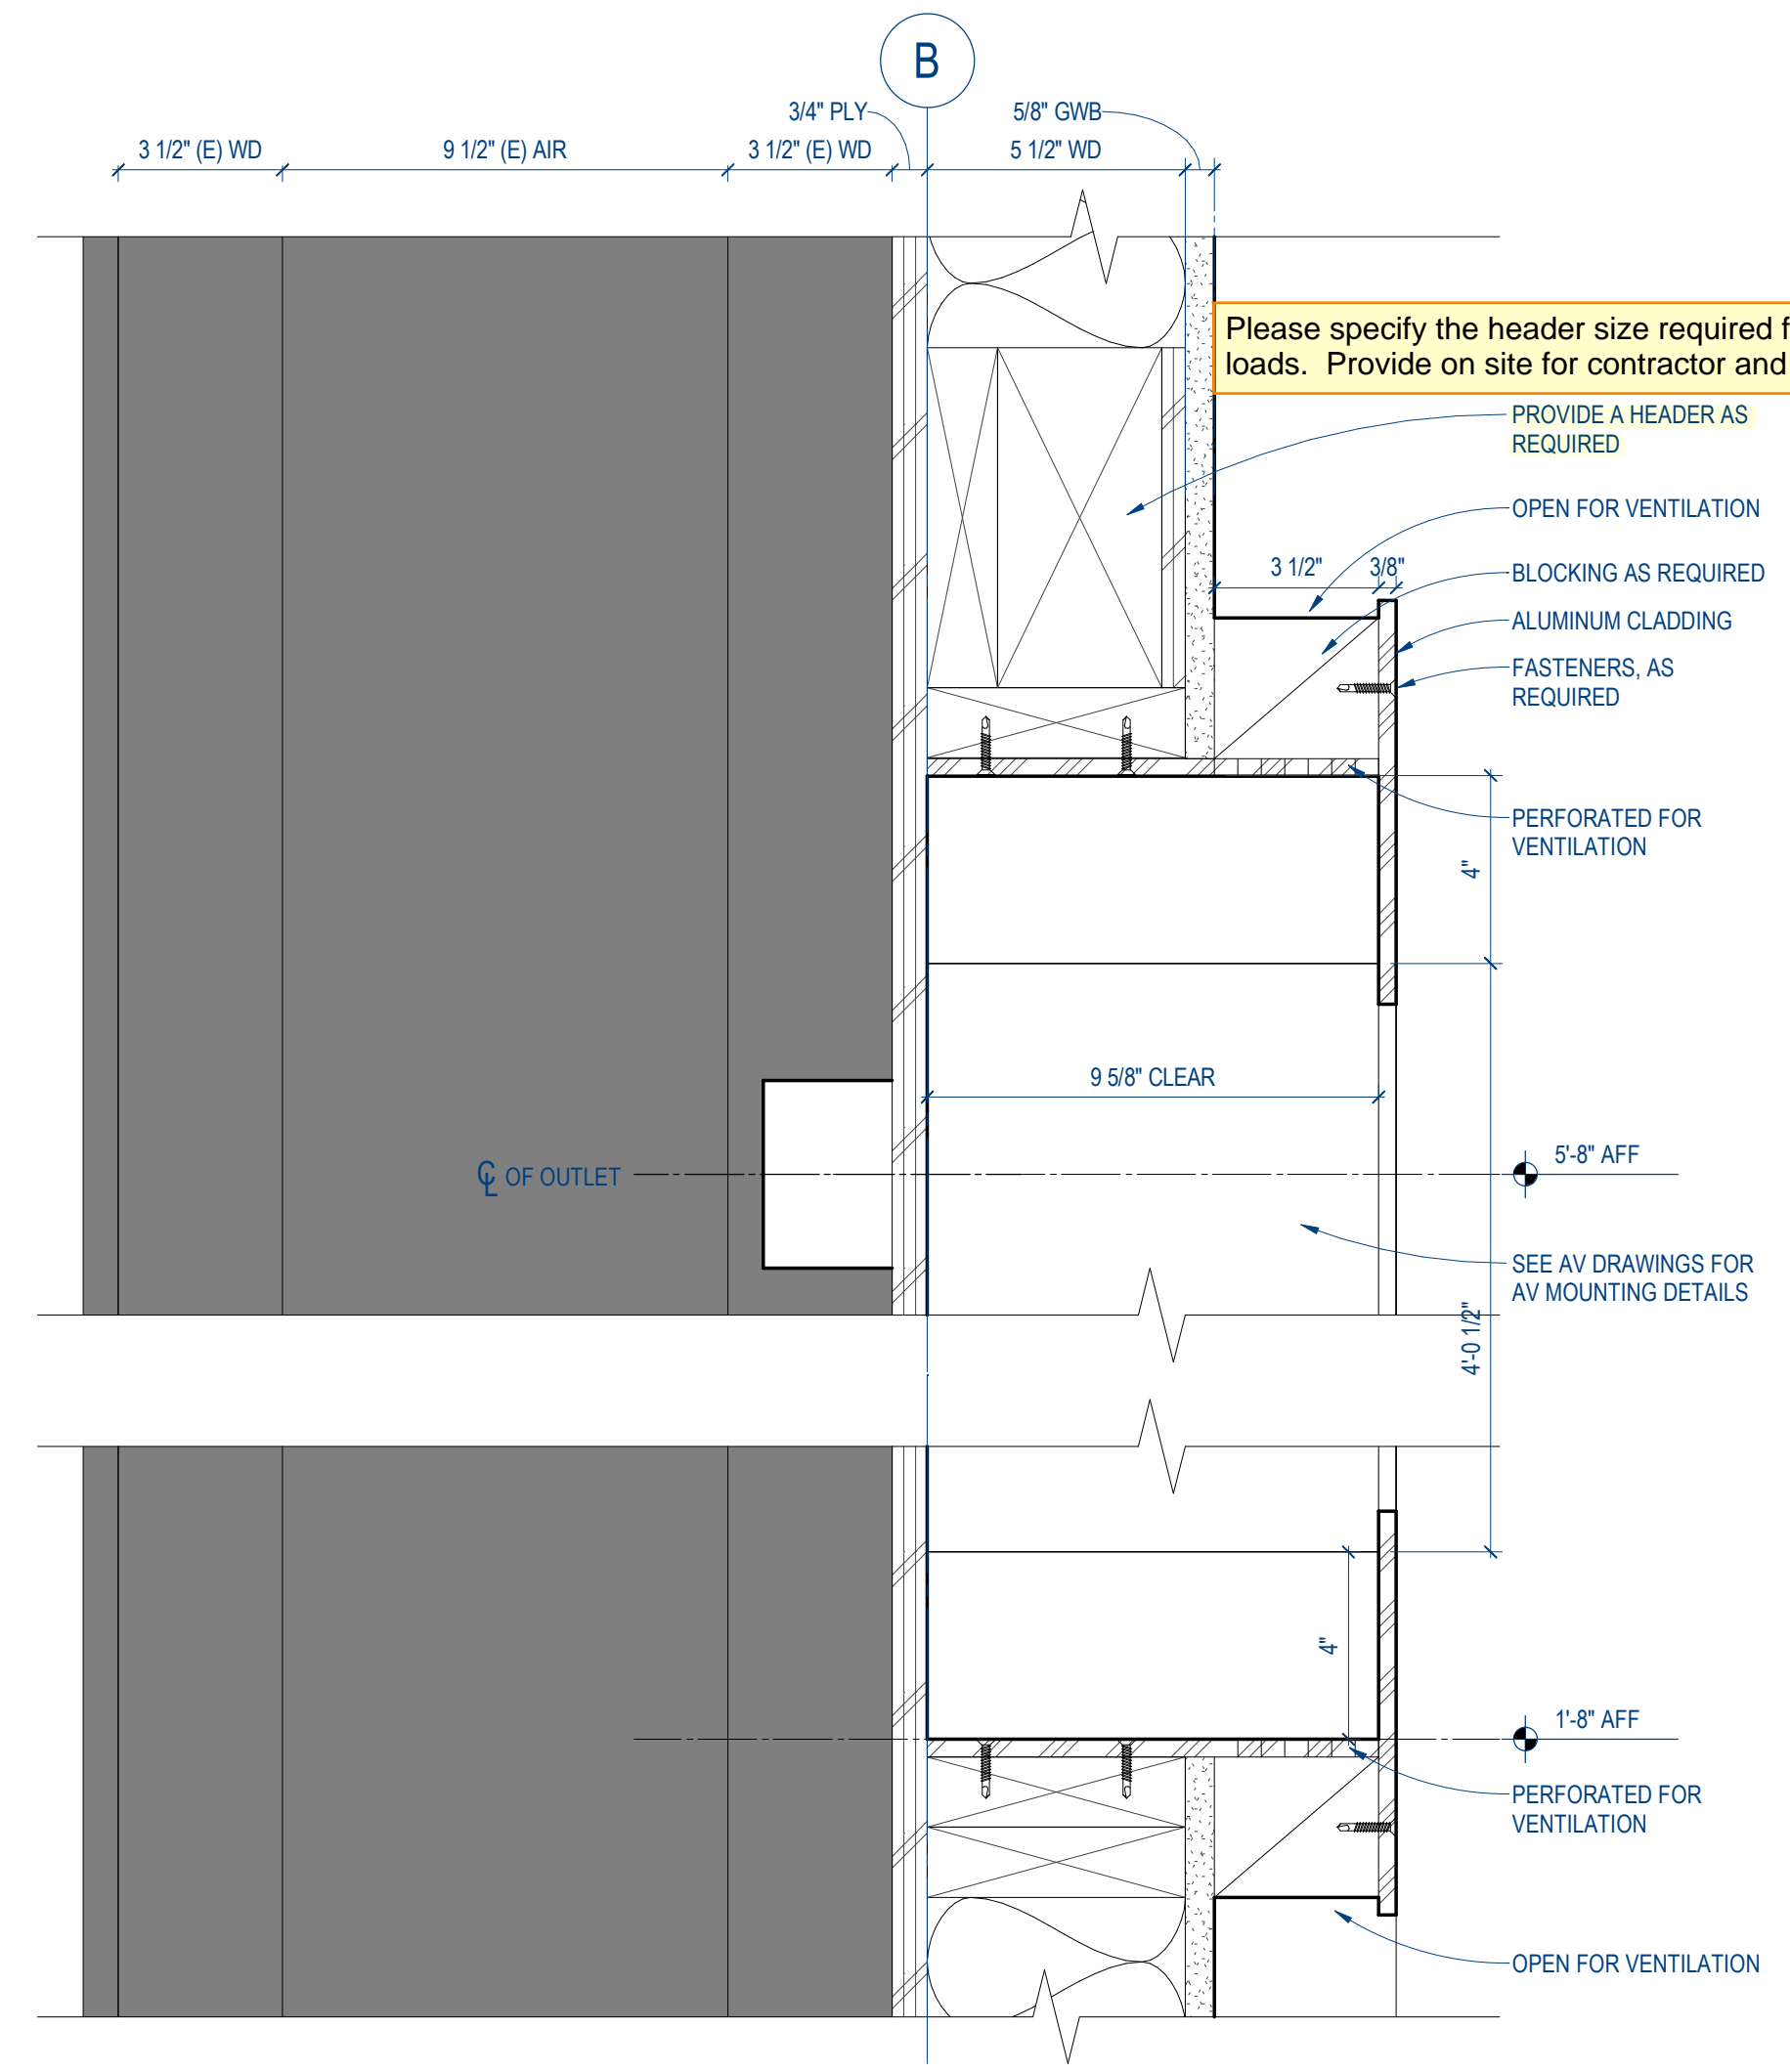 B
3/4" PLY
5/8" GWB
3 1/2" (E) WD
9 1/2" (E) AIR
3 1/2" (E) WD
5 1/2" WD
Please specify the header size required f
loads. Provide on site for contractor and
PROVIDE A HEADER AS
REQUIRED
OPEN FOR VENTILATION
3 1/2"
3/8"
BLOCKING AS REQUIRED
ALUMINUM CLADDING
FASTENERS, AS
REQUIRED
PERFORATED FOR
VENTILATION
4"
9 5/8" CLEAR
5'-8" AFF
℄ OF OUTLET
SEE AV DRAWINGS FOR
AV MOUNTING DETAILS
4'-0 1/2"
4"
1'-8" AFF
PERFORATED FOR
VENTILATION
OPEN FOR VENTILATION